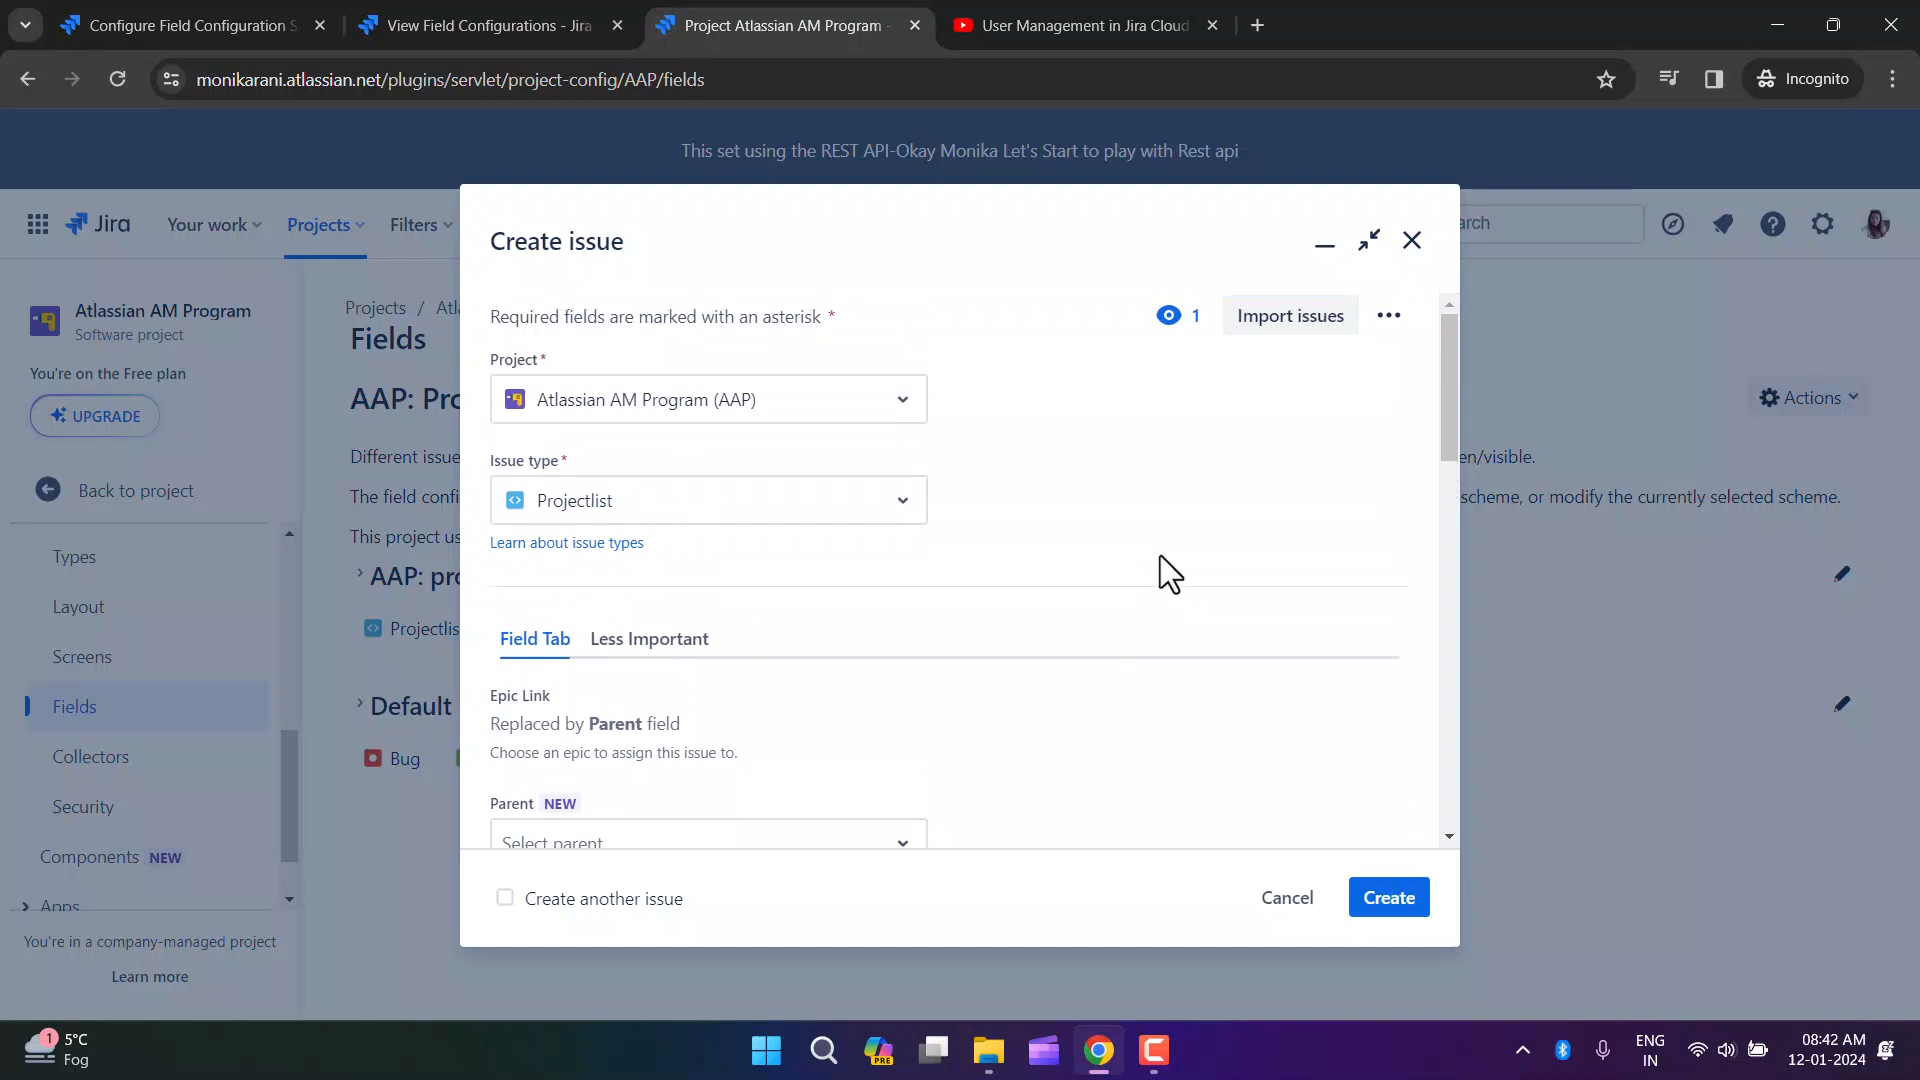 Configure Field Configuration S
View Field Configurations - Jira
Project Atlassian AM Program -
User Management in Jira Cloud
monikarani.atlassian.net/plugins/servlet/project-config/AAP/fields
Incognito
This set using the REST API-Okay Monika Let's Start to play with Rest api
Jira
Your work
Projects
Filters
arch
Atlassian AM Program
Software project
You're on the Free plan
UPGRADE
Back to project
Types
Layout
Screens
Fields
Collectors
Security
Components NEW
Apps
You're in a company-managed project
Learn more
Projects / Atl
Fields
AAP: Pro
Actions
Different issue
en/visible.
The field confi
scheme, or modify the currently selected scheme.
This project us
AAP: pro
Projectlis
Default
Bug
Create issue
Required fields are marked with an asterisk *
1
Import issues
Project *
Atlassian AM Program (AAP)
Issue type *
Projectlist
Learn about issue types
Field Tab
Less Important
Epic Link
Replaced by Parent field
Choose an epic to assign this issue to.
Parent NEW
Select parent
Create another issue
Cancel
Create
1
5°C
Fog
PRE
ENG
IN
08:42 AM
12-01-2024